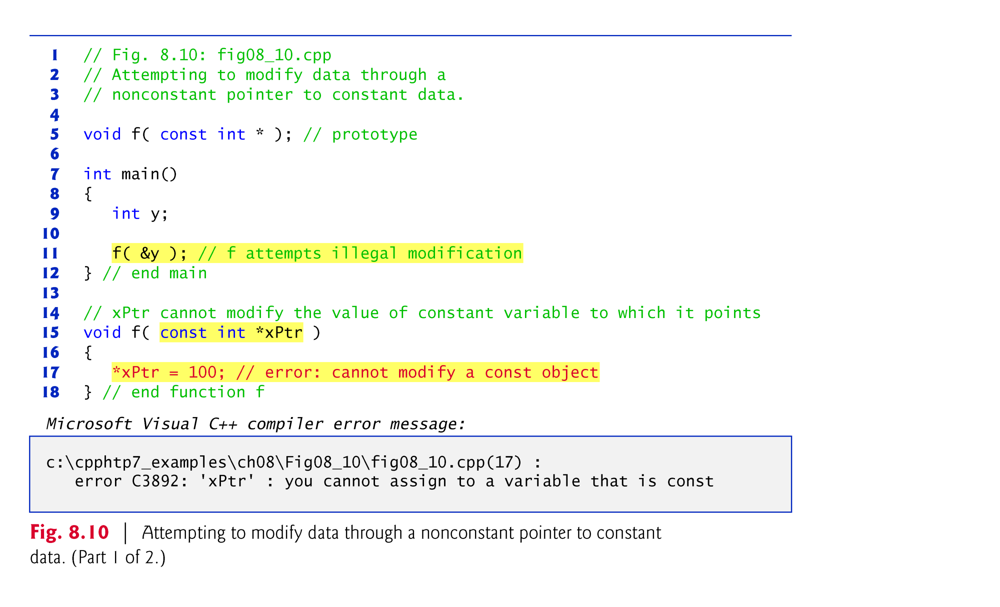 1 // Fig. 8.10: fig08_10.cpp
2 // Attempting to modify data through a
3 // nonconstant pointer to constant data.
4
5 void f( const int * ); // prototype
6
7 int main()
8 {
9    int y;
10
11    f( &y ); // f attempts illegal modification
12 } // end main
13
14 // xPtr cannot modify the value of constant variable to which it points
15 void f( const int *xPtr )
16 {
17    *xPtr = 100; // error: cannot modify a const object
18 } // end function f
Microsoft Visual C++ compiler error message:
c:\cpphtp7_examples\ch08\Fig08_10\fig08_10.cpp(17) :
   error C3892: 'xPtr' : you cannot assign to a variable that is const
Fig. 8.10 | Attempting to modify data through a nonconstant pointer to constant
data. (Part 1 of 2.)